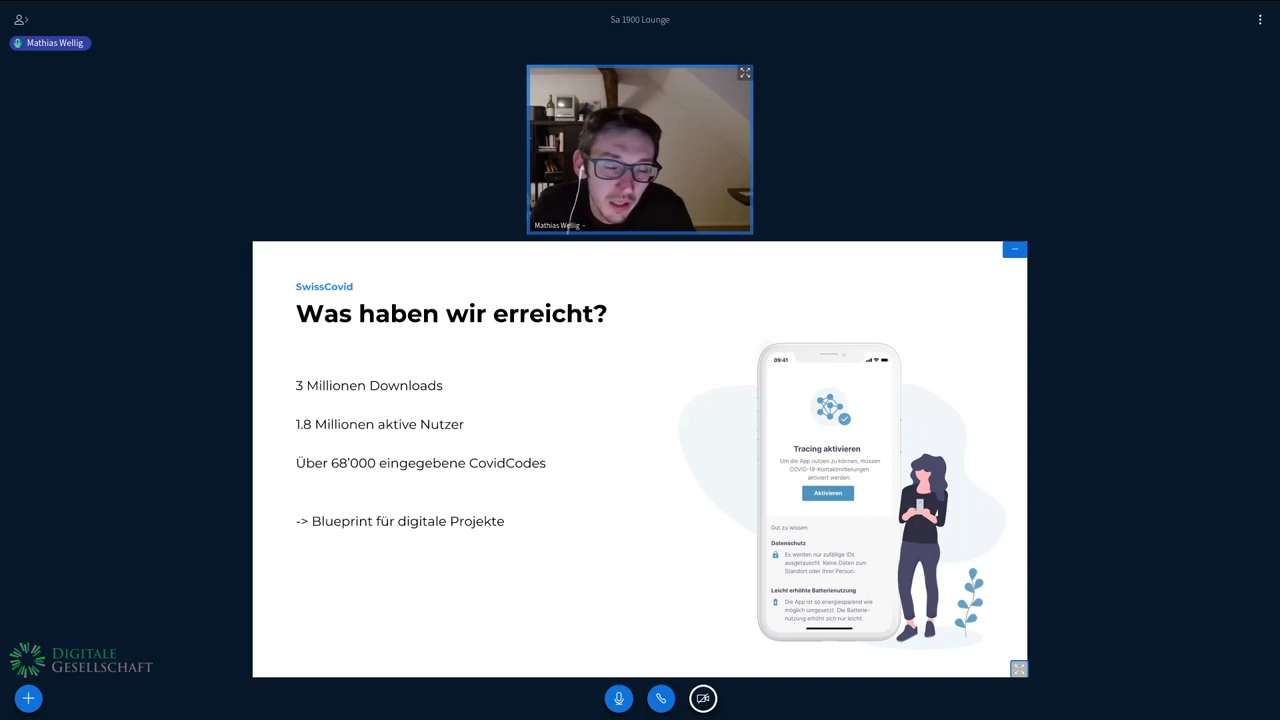 Sa 1900 Lounge
Mathias Wellig
Mathias Wellig
SwissCovid
Was haben wir erreicht?
3 Millionen Downloads
1.8 Millionen aktive Nutzer
Über 68’000 eingegebene CovidCodes
-> Blueprint für digitale Projekte
09:41
Tracing aktivieren
Um die App nutzen zu können, müssen
COVID-19-Kontaktmitteilungen
aktiviert werden.
Aktivieren
Gut zu wissen:
Datenschutz
Es werden nur zufällige IDs
ausgetauscht. Keine Daten zum
Standort oder Ihrer Person.
Leicht erhöhte Batterienutzung
Die App ist so energiesparend wie
möglich umgesetzt. Die Batterie-
nutzung erhöht sich nur leicht.
DIGITALE
GESELLSCHAFT